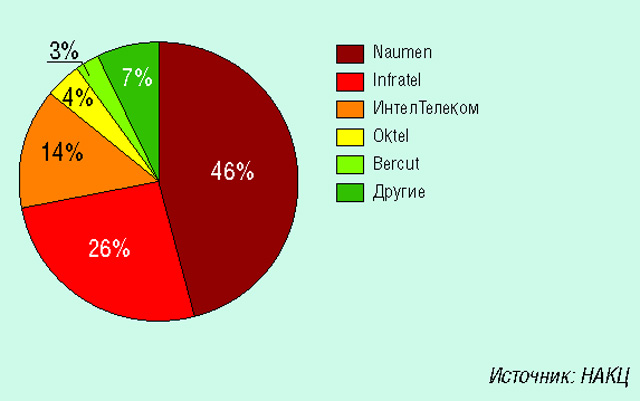 3%
7%
4%
14%
46%
26%
Naumen
Infratel
ИнтелТелеком
Oktel
Bercut
Другие
Источник: НАКЦ